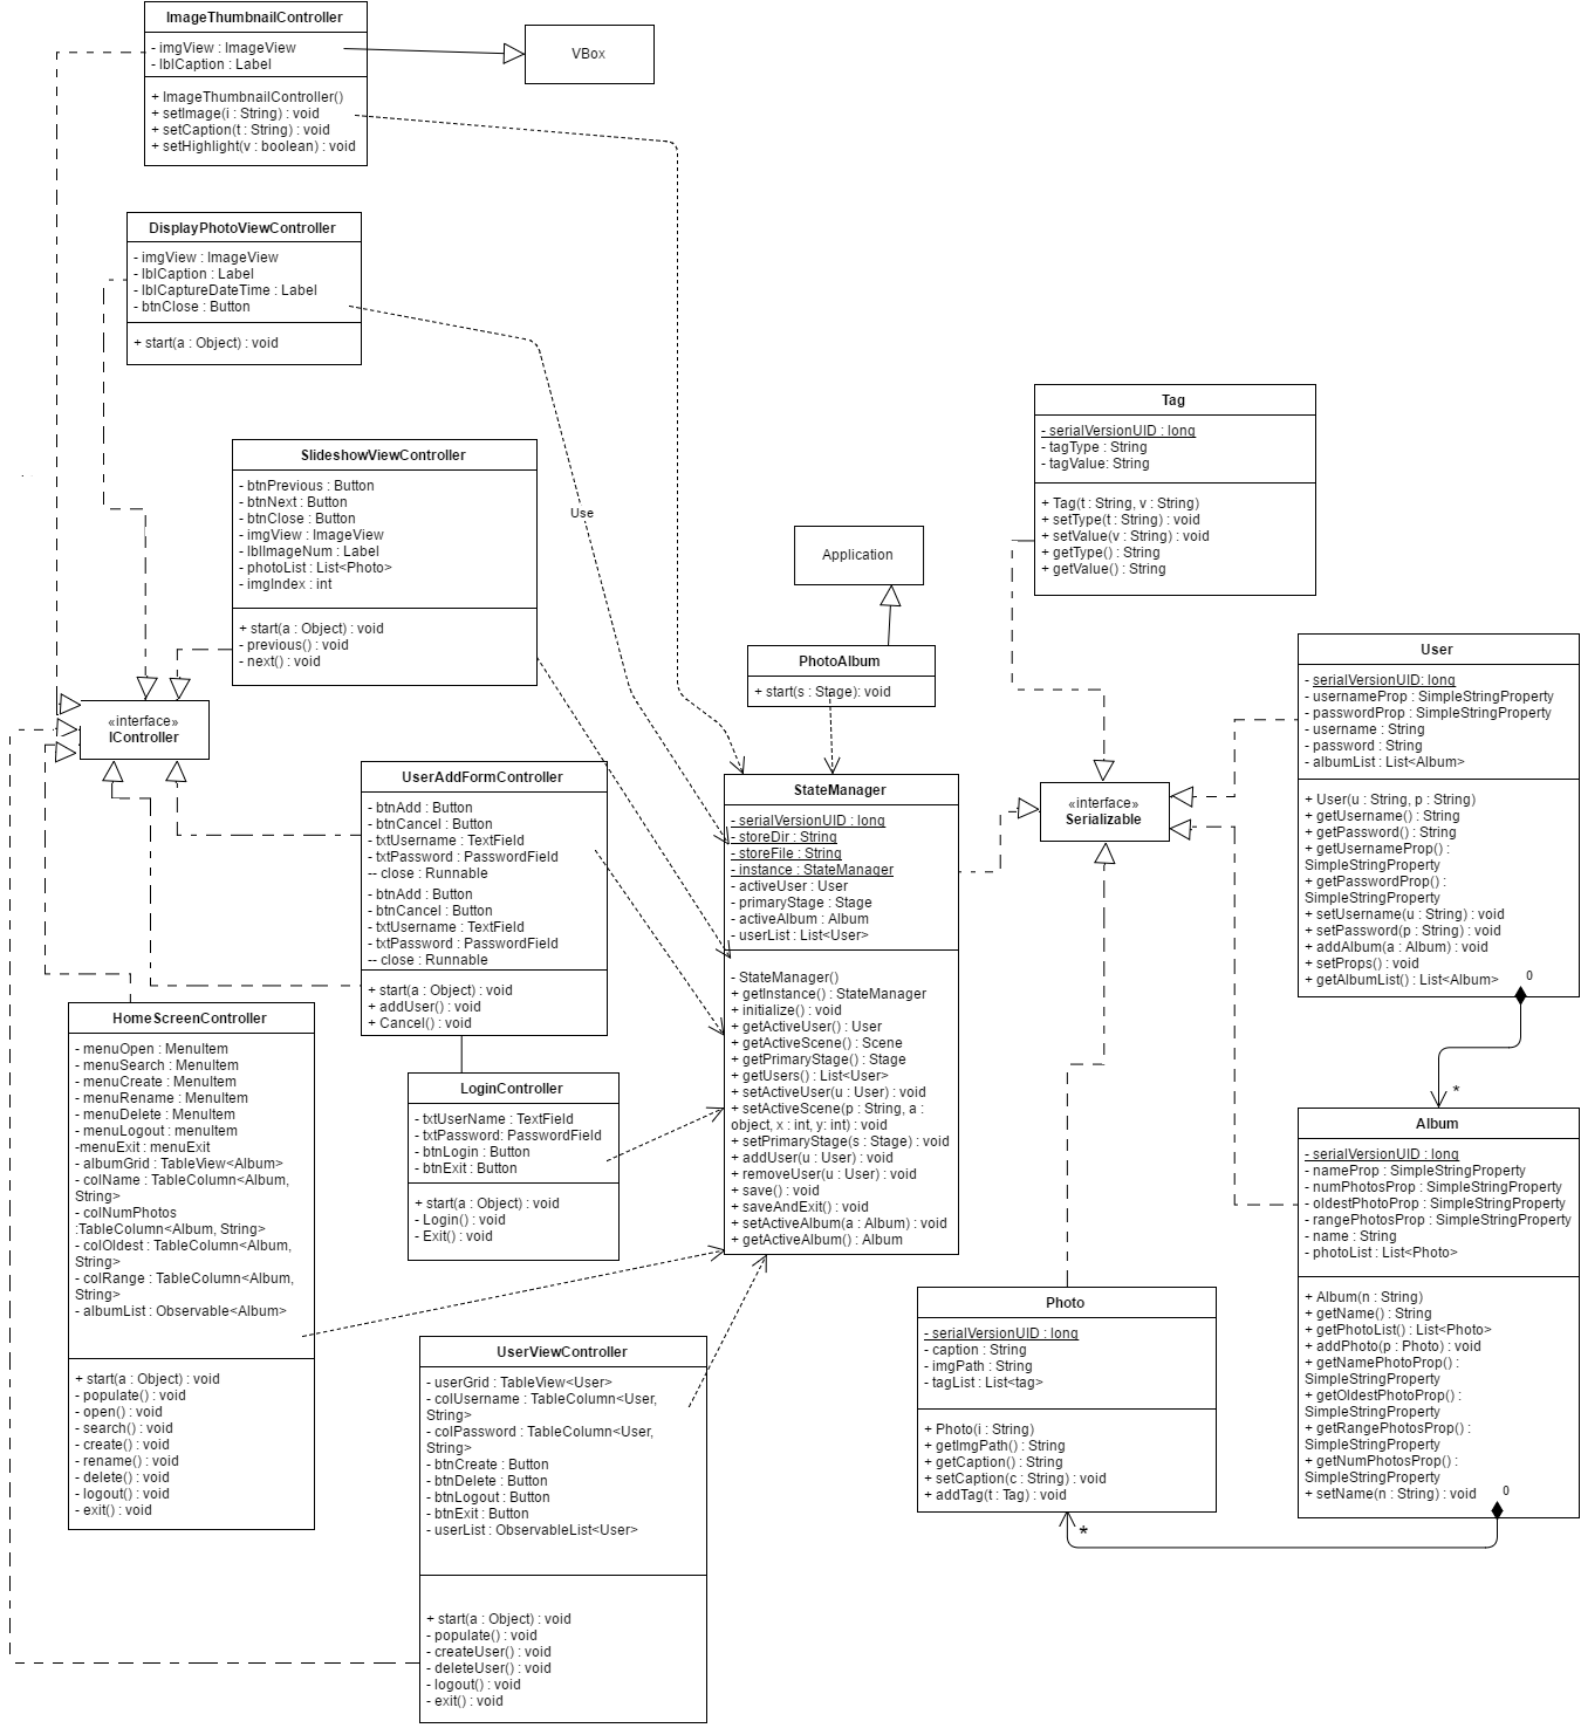 ImageThumbnailController
- imgView : ImageView
- lblCaption : Label
+ ImageThumbnailController()
+ setImage(i : String) : void
+ setCaption(t : String) : void
+ setHighlight(v : boolean) : void
VBox
DisplayPhotoViewController
- imgView : ImageView
- lblCaption : Label
- lblCaptureDateTime : Label
- btnClose : Button
+ start(a : Object) : void
SlideshowViewController
- btnPrevious : Button
- btnNext : Button
- btnClose : Button
- imgView : ImageView
- lblImageNum : Label
- photoList : List<Photo>
- imgIndex : int
+ start(a : Object) : void
- previous() : void
- next() : void
Use
Application
PhotoAlbum
+ start(s : Stage): void
Tag
- serialVersionUID : long
- tagType : String
- tagValue: String
+ Tag(t : String, v : String)
+ setType(t : String) : void
+ setValue(v : String) : void
+ getType() : String
+ getValue() : String
«interface»
IController
UserAddFormController
- btnAdd : Button
- btnCancel : Button
- txtUsername : TextField
- txtPassword : PasswordField
-- close : Runnable
- btnAdd : Button
- btnCancel : Button
- txtUsername : TextField
- txtPassword : PasswordField
-- close : Runnable
+ start(a : Object) : void
+ addUser() : void
+ Cancel() : void
StateManager
- serialVersionUID : long
- storeDir : String
- storeFile : String
- instance : StateManager
- activeUser : User
- primaryStage : Stage
- activeAlbum : Album
- userList : List<User>
- StateManager()
+ getInstance() : StateManager
+ initialize() : void
+ getActiveUser() : User
+ getActiveScene() : Scene
+ getPrimaryStage() : Stage
+ getUsers() : List<User>
+ setActiveUser(u : User) : void
+ setActiveScene(p : String, a :
object, x : int, y: int) : void
+ setPrimaryStage(s : Stage) : void
+ addUser(u : User) : void
+ removeUser(u : User) : void
+ save() : void
+ saveAndExit() : void
+ setActiveAlbum(a : Album) : void
+ getActiveAlbum() : Album
«interface»
Serializable
User
- serialVersionUID: long
- usernameProp : SimpleStringProperty
- passwordProp : SimpleStringProperty
- username : String
- password : String
- albumList : List<Album>
+ User(u : String, p : String)
+ getUsername() : String
+ getPassword() : String
+ getUsernameProp() :
SimpleStringProperty
+ getPasswordProp() :
SimpleStringProperty
+ setUsername(u : String) : void
+ setPassword(p : String) : void
+ addAlbum(a : Album) : void
+ setProps() : void
+ getAlbumList() : List<Album>
0
*
HomeScreenController
- menuOpen : MenuItem
- menuSearch : MenuItem
- menuCreate : MenuItem
- menuRename : MenuItem
- menuDelete : MenuItem
- menuLogout : menuItem
-menuExit : menuExit
- albumGrid : TableView<Album>
- colName : TableColumn<Album,
String>
- colNumPhotos
:TableColumn<Album, String>
- colOldest : TableColumn<Album,
String>
- colRange : TableColumn<Album,
String>
- albumList : Observable<Album>
+ start(a : Object) : void
- populate() : void
- open() : void
- search() : void
- create() : void
- rename() : void
- delete() : void
- logout() : void
- exit() : void
LoginController
- txtUserName : TextField
- txtPassword: PasswordField
- btnLogin : Button
- btnExit : Button
+ start(a : Object) : void
- Login() : void
- Exit() : void
Album
- serialVersionUID : long
- nameProp : SimpleStringProperty
- numPhotosProp : SimpleStringProperty
- oldestPhotoProp : SimpleStringProperty
- rangePhotosProp : SimpleStringProperty
- name : String
- photoList : List<Photo>
+ Album(n : String)
+ getName() : String
+ getPhotoList() : List<Photo>
+ addPhoto(p : Photo) : void
+ getNamePhotoProp() :
SimpleStringProperty
+ getOldestPhotoProp() :
SimpleStringProperty
+ getRangePhotosProp() :
SimpleStringProperty
+ getNumPhotosProp() :
SimpleStringProperty
+ setName(n : String) : void
0
*
Photo
- serialVersionUID : long
- caption : String
- imgPath : String
- tagList : List<tag>
+ Photo(i : String)
+ getImgPath() : String
+ getCaption() : String
+ setCaption(c : String) : void
+ addTag(t : Tag) : void
UserViewController
- userGrid : TableView<User>
- colUsername : TableColumn<User,
String>
- colPassword : TableColumn<User,
String>
- btnCreate : Button
- btnDelete : Button
- btnLogout : Button
- btnExit : Button
- userList : ObservableList<User>
+ start(a : Object) : void
- populate() : void
- createUser() : void
- deleteUser() : void
- logout() : void
- exit() : void